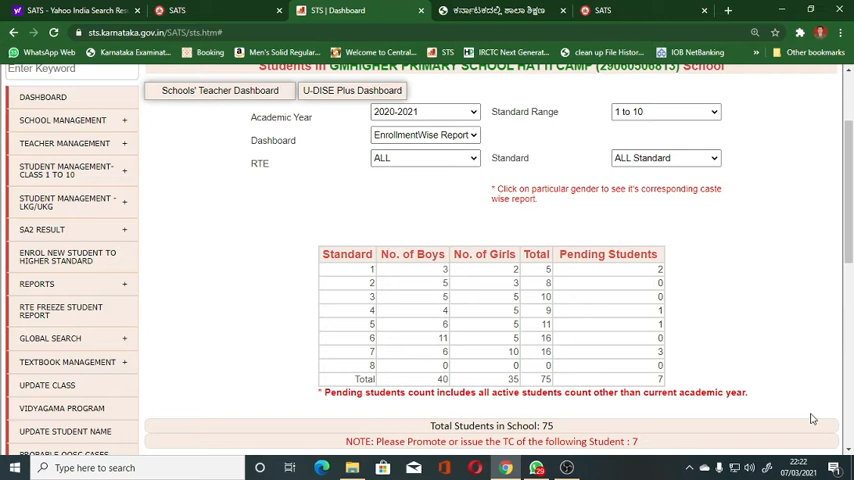 SATS - Yahoo India Search Resu
SATS
STS | Dashboard
ಕರ್ನಾಟಕದಲ್ಲಿ ಶಾಲಾ ಶಿಕ್ಷಣ
SATS
sts.karnataka.gov.in/SATS/sts.htm#
WhatsApp Web
Karnataka Examinat...
Booking
Men's Solid Regular...
Welcome to Central...
STS
IRCTC Next Generat...
clean up File Histor...
IOB NetBanking
Other bookmarks
Enter Keyword
Students in GMHIGHER PRIMARY SCHOOL HATTI CAMP (29060506813) School
Schools' Teacher Dashboard
U-DISE Plus Dashboard
DASHBOARD
SCHOOL MANAGEMENT +
TEACHER MANAGEMENT +
STUDENT MANAGEMENT-
CLASS 1 TO 10 +
STUDENT MANAGEMENT -
LKG/UKG +
SA2 RESULT +
ENROL NEW STUDENT TO
HIGHER STANDARD
REPORTS +
RTE FREEZE STUDENT
REPORT
GLOBAL SEARCH +
TEXTBOOK MANAGEMENT +
UPDATE CLASS
VIDYAGAMA PROGRAM
UPDATE STUDENT NAME
PROBABLE OOSC CASES
Academic Year 2020-2021 Standard Range 1 to 10
Dashboard EnrollmentWise Report
RTE ALL Standard ALL Standard
* Click on particular gender to see it's corresponding caste
wise report.
Standard No. of Boys No. of Girls Total Pending Students
1 3 2 5 2
2 5 3 8 0
3 5 5 10 0
4 4 5 9 1
5 6 5 11 1
6 11 5 16 0
7 6 10 16 3
8 0 0 0 0
Total 40 35 75 7
* Pending students count includes all active students count other than current academic year.
Total Students in School: 75
NOTE: Please Promote or issue the TC of the following Student : 7
Type here to search
29
22:22
07/03/2021
1